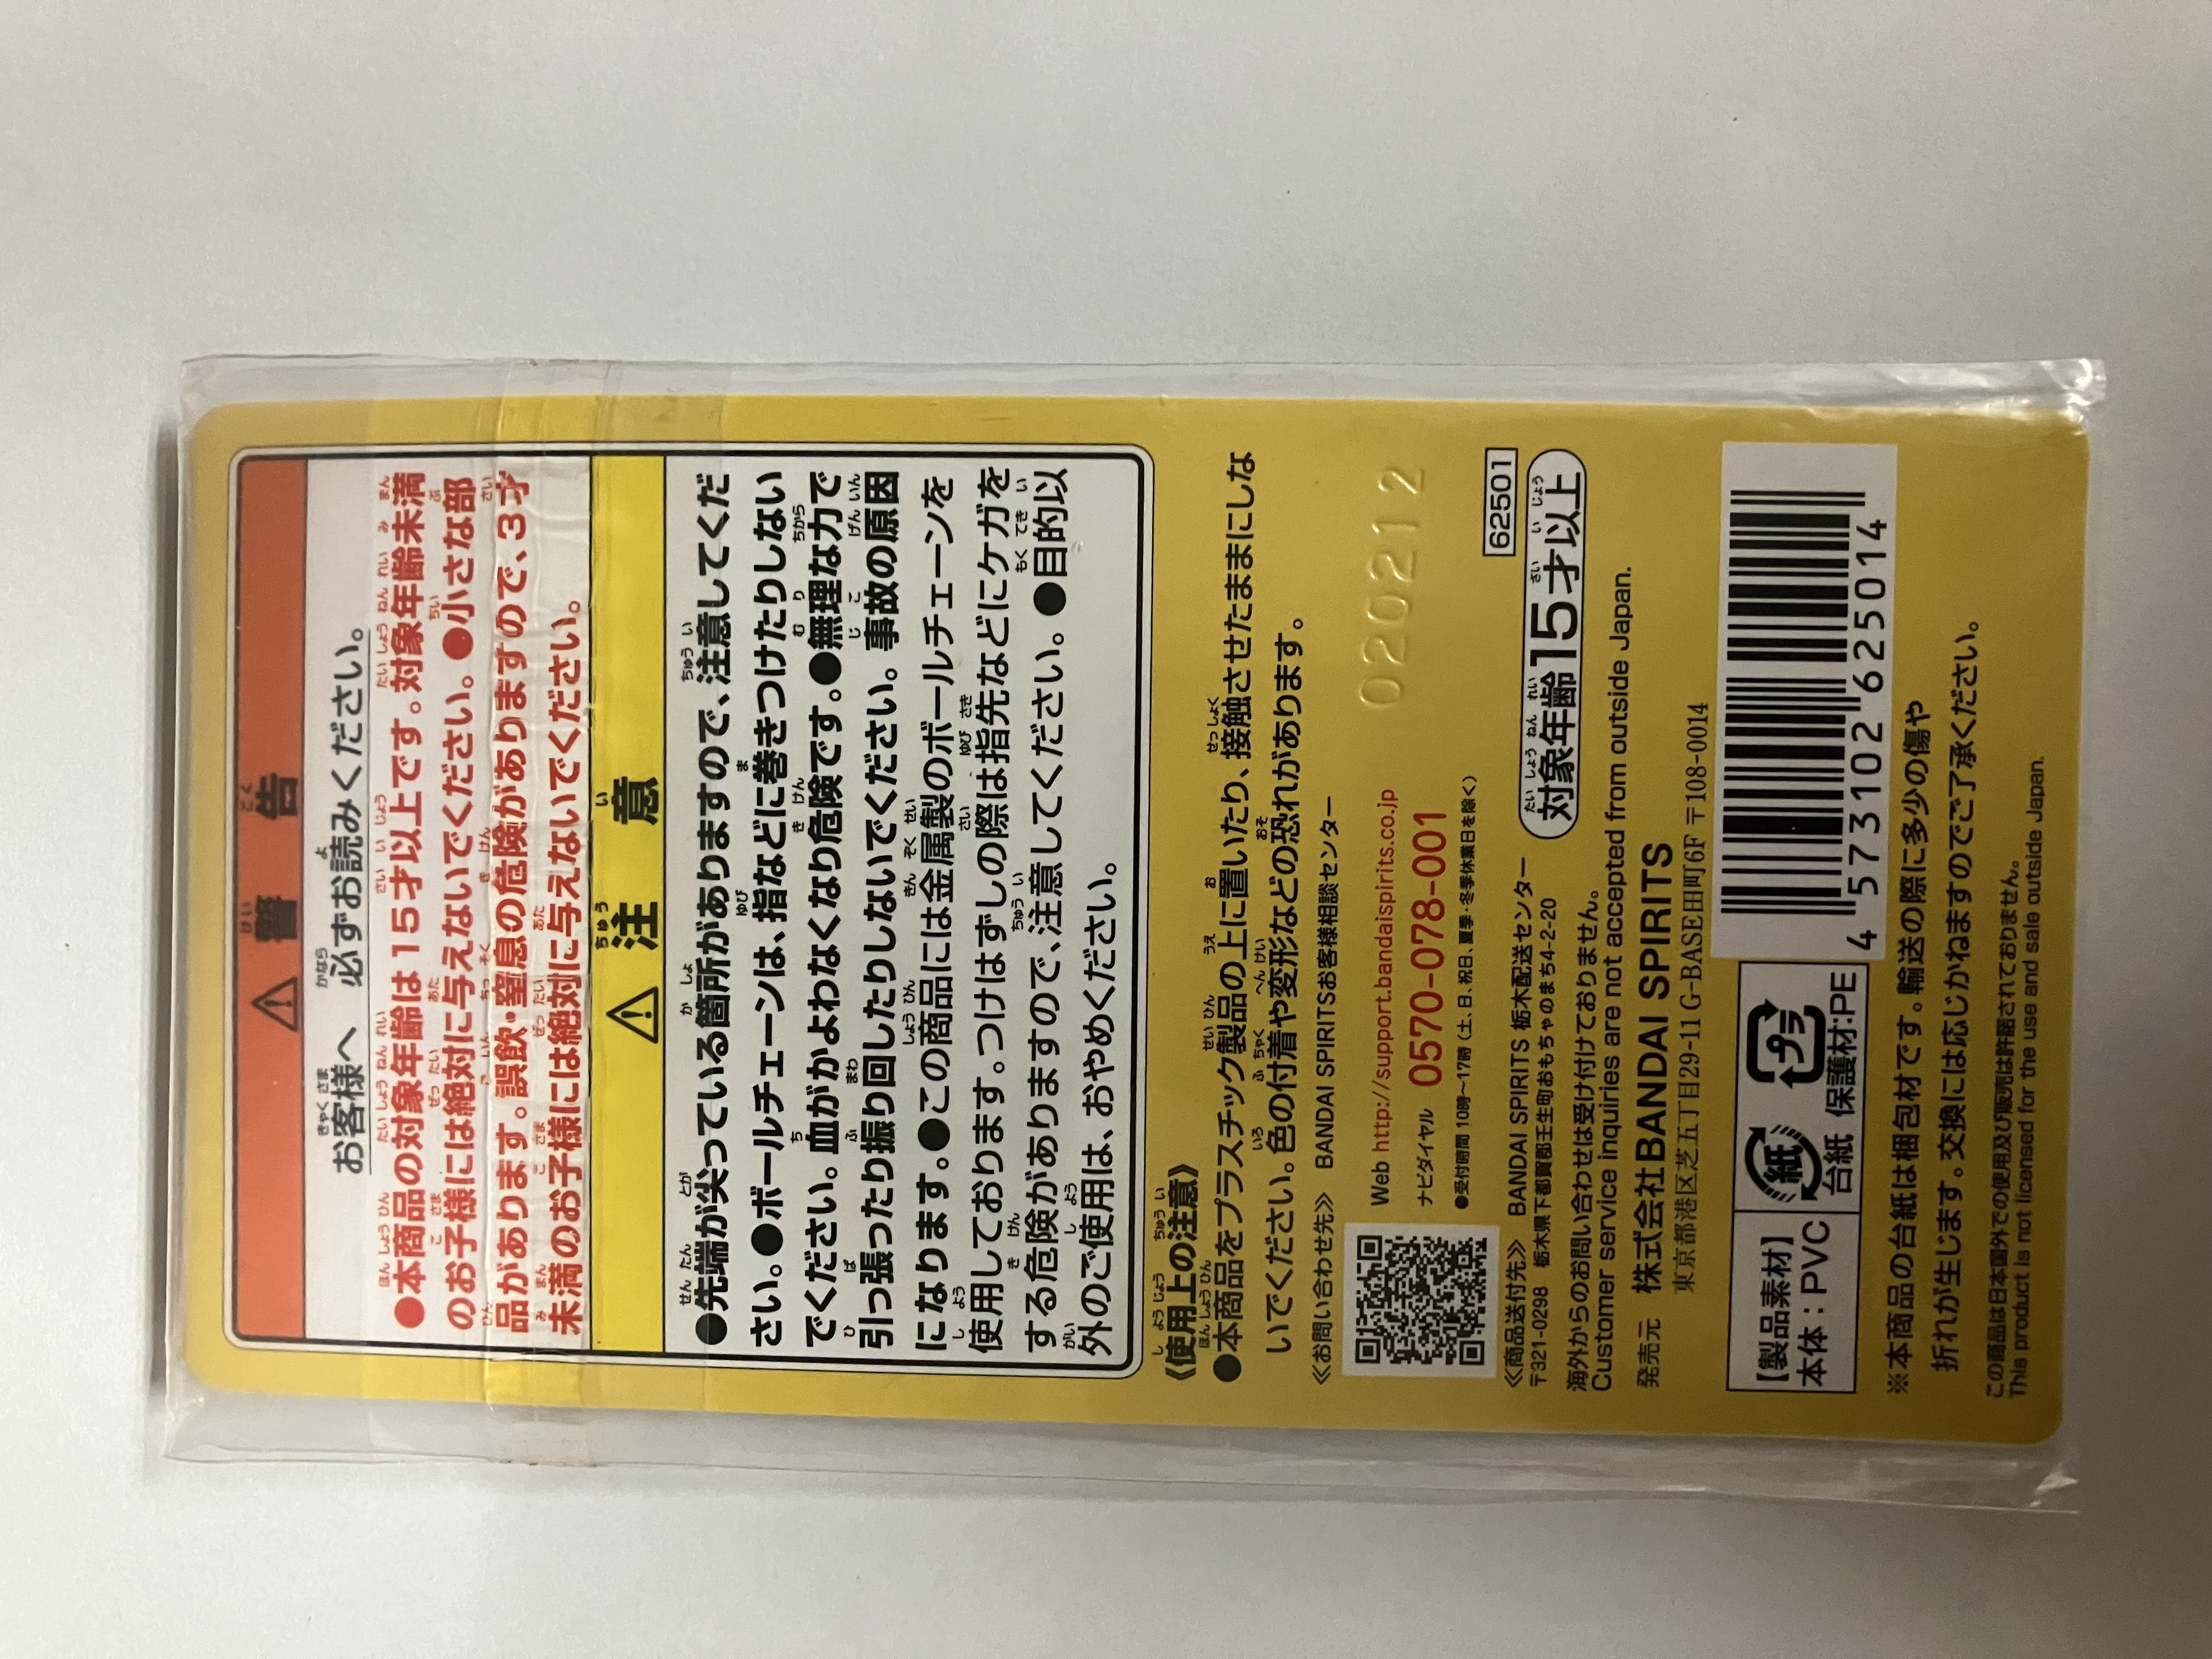 ⚠ 警告
お客様へ 必ずお読みください。
●本商品の対象年齢は15才以上です。対象年齢未満
のお子様には絶対に与えないでください。●小さな部
品があります。誤飲・窒息の危険がありますので、3才
未満のお子様には絶対に与えないでください。
⚠ 注意
●先端が尖っている箇所がありますので、注意してくだ
さい。●ボールチェーンは、指などに巻きつけたりしない
でください。血がかよわなくなり危険です。●無理な力で
引っ張ったり振り回したりしないでください。事故の原因
になります。●この商品には金属製のボールチェーンを
使用しております。つけはずしの際は指先などにケガを
する危険がありますので、注意してください。●目的以
外のご使用は、おやめください。
《使用上の注意》
●本商品をプラスチック製品の上に置いたり、接触させたままにしな
いでください。色の付着や変形などの恐れがあります。
≪お問い合わせ先≫ BANDAI SPIRITSお客様相談センター
Web http://support.bandaispirits.co.jp
ナビダイヤル 0570-078-001
●受付時間 10時～17時(土、日、祝日、夏季・冬季休業日を除く)
020212
≪商品送付先≫ BANDAI SPIRITS 栃木配送センター
〒321-0298 栃木県下都賀郡壬生町おもちゃのまち4-2-20
62501
対象年齢15才以上
海外からのお問い合わせは受け付けておりません。
Customer service inquiries are not accepted from outside Japan.
発売元 株式会社BANDAI SPIRITS
東京都港区芝五丁目29-11 G-BASE田町6F 〒108-0014
【製品素材】
本体：PVC
紙
台紙
プラ
保護材:PE
4 573102 625014
※本商品の台紙は梱包材です。輸送の際に多少の傷や
折れが生じます。交換には応じかねますのでご了承ください。
この商品は日本国外での使用及び販売は許諾されておりません。
This product is not licensed for the use and sale outside Japan.